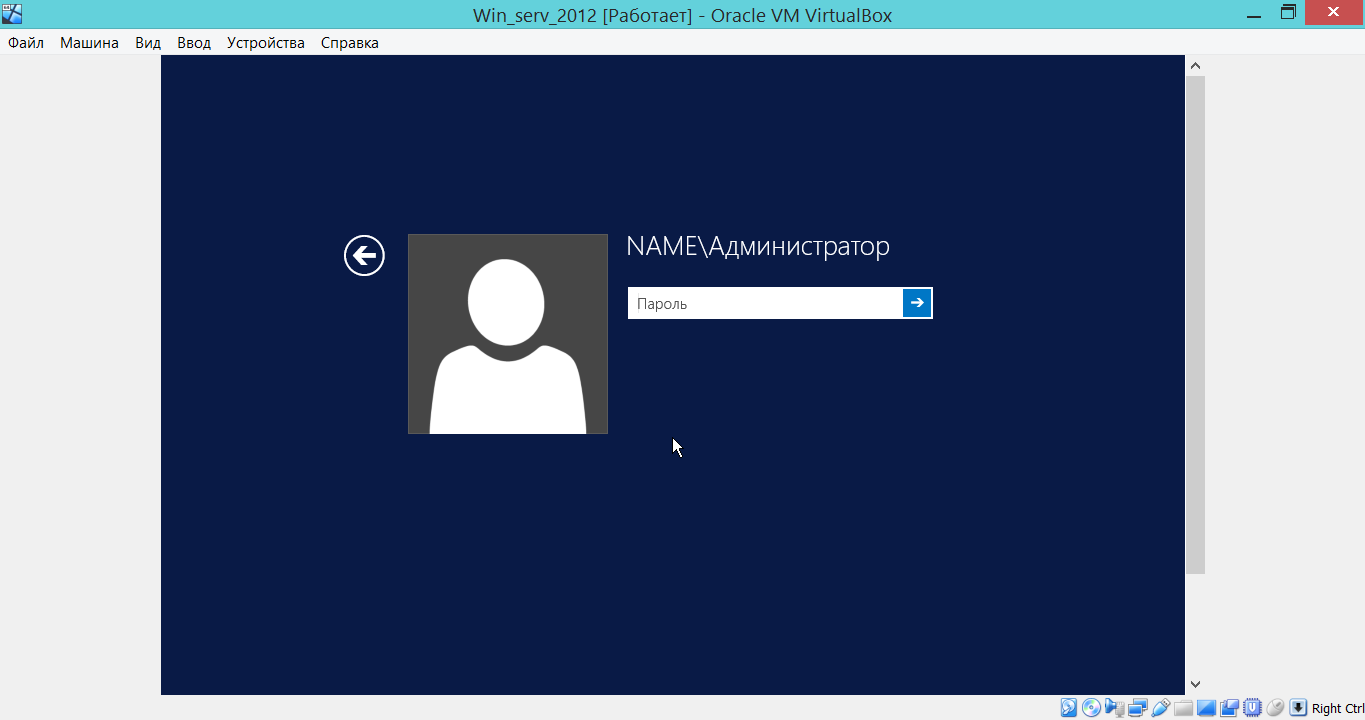 Win_serv_2012 [Работает] - Oracle VM VirtualBox
Файл Машина Вид Ввод Устройства Справка
NAME\Администратор
Пароль
Right Ctrl